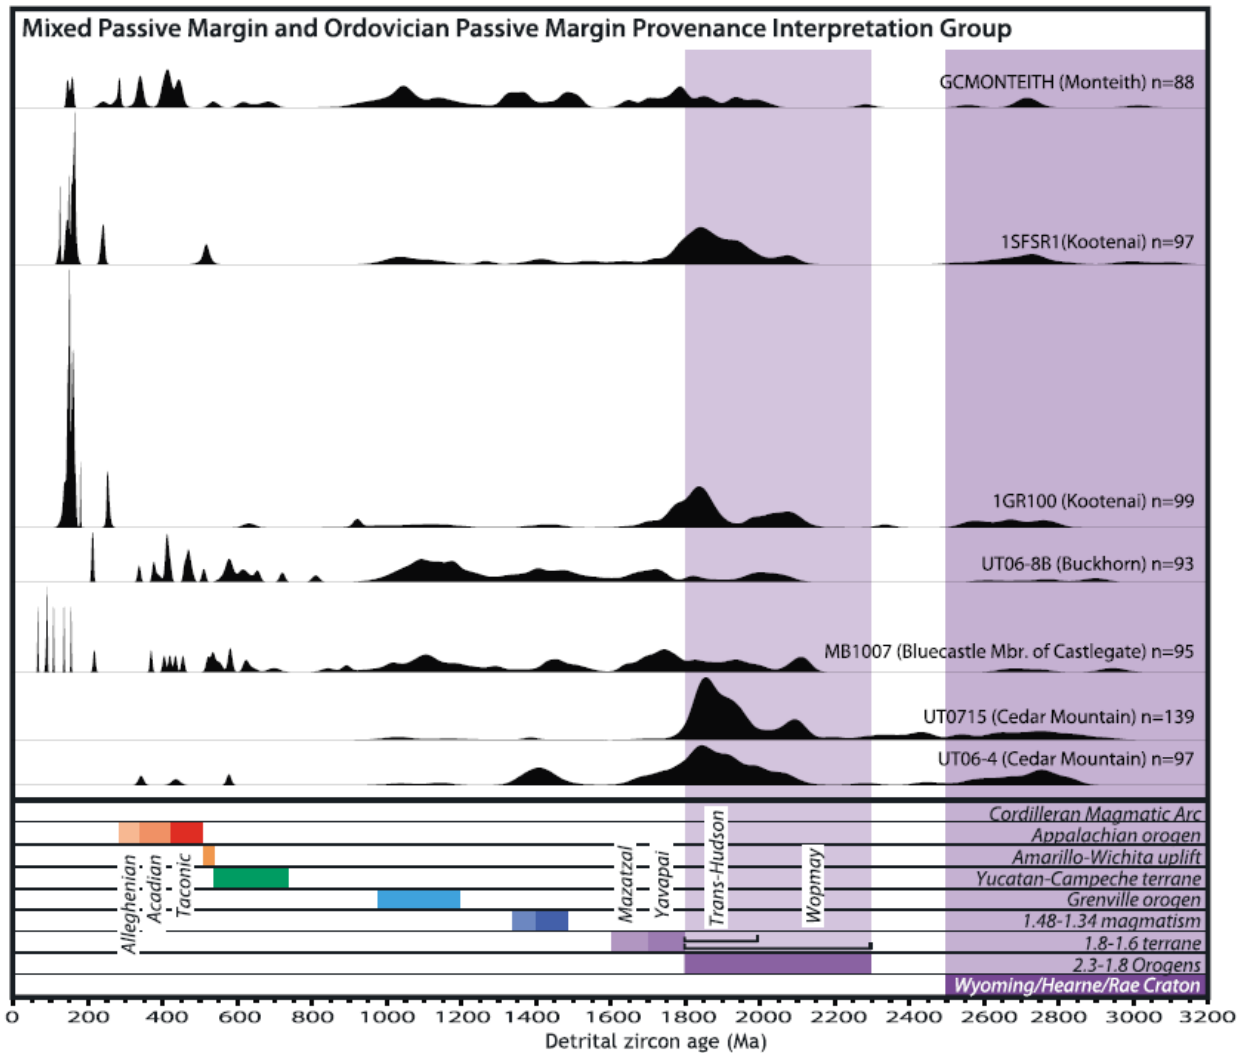 Mixed Passive Margin and Ordovician Passive Margin Provenance Interpretation Group
GCMONTEITH (Monteith) n=88
1SFSR1(Kootenai) n=97
1GR100 (Kootenai) n=99
UT06-8B (Buckhorn) n=93
MB1007 (Bluecastle Mbr. of Castlegate) n=95
UT0715 (Cedar Mountain) n=139
UT06-4 (Cedar Mountain) n=97
Cordilleran Magmatic Arc
Appalachian orogen
Amarillo-Wichita uplift
Yucatan-Campeche terrane
Grenville orogen
1.48-1.34 magmatism
1.8-1.6 terrane
2.3-1.8 Orogens
Wyoming/Hearne/Rae Craton
Alleghenian
Acadian
Taconic
Mazatzal
Yavapai
Trans-Hudson
Wopmay
0 200 400 600 800 1000 1200 1400 1600 1800 2000 2200 2400 2600 2800 3000 3200
Detrital zircon age (Ma)